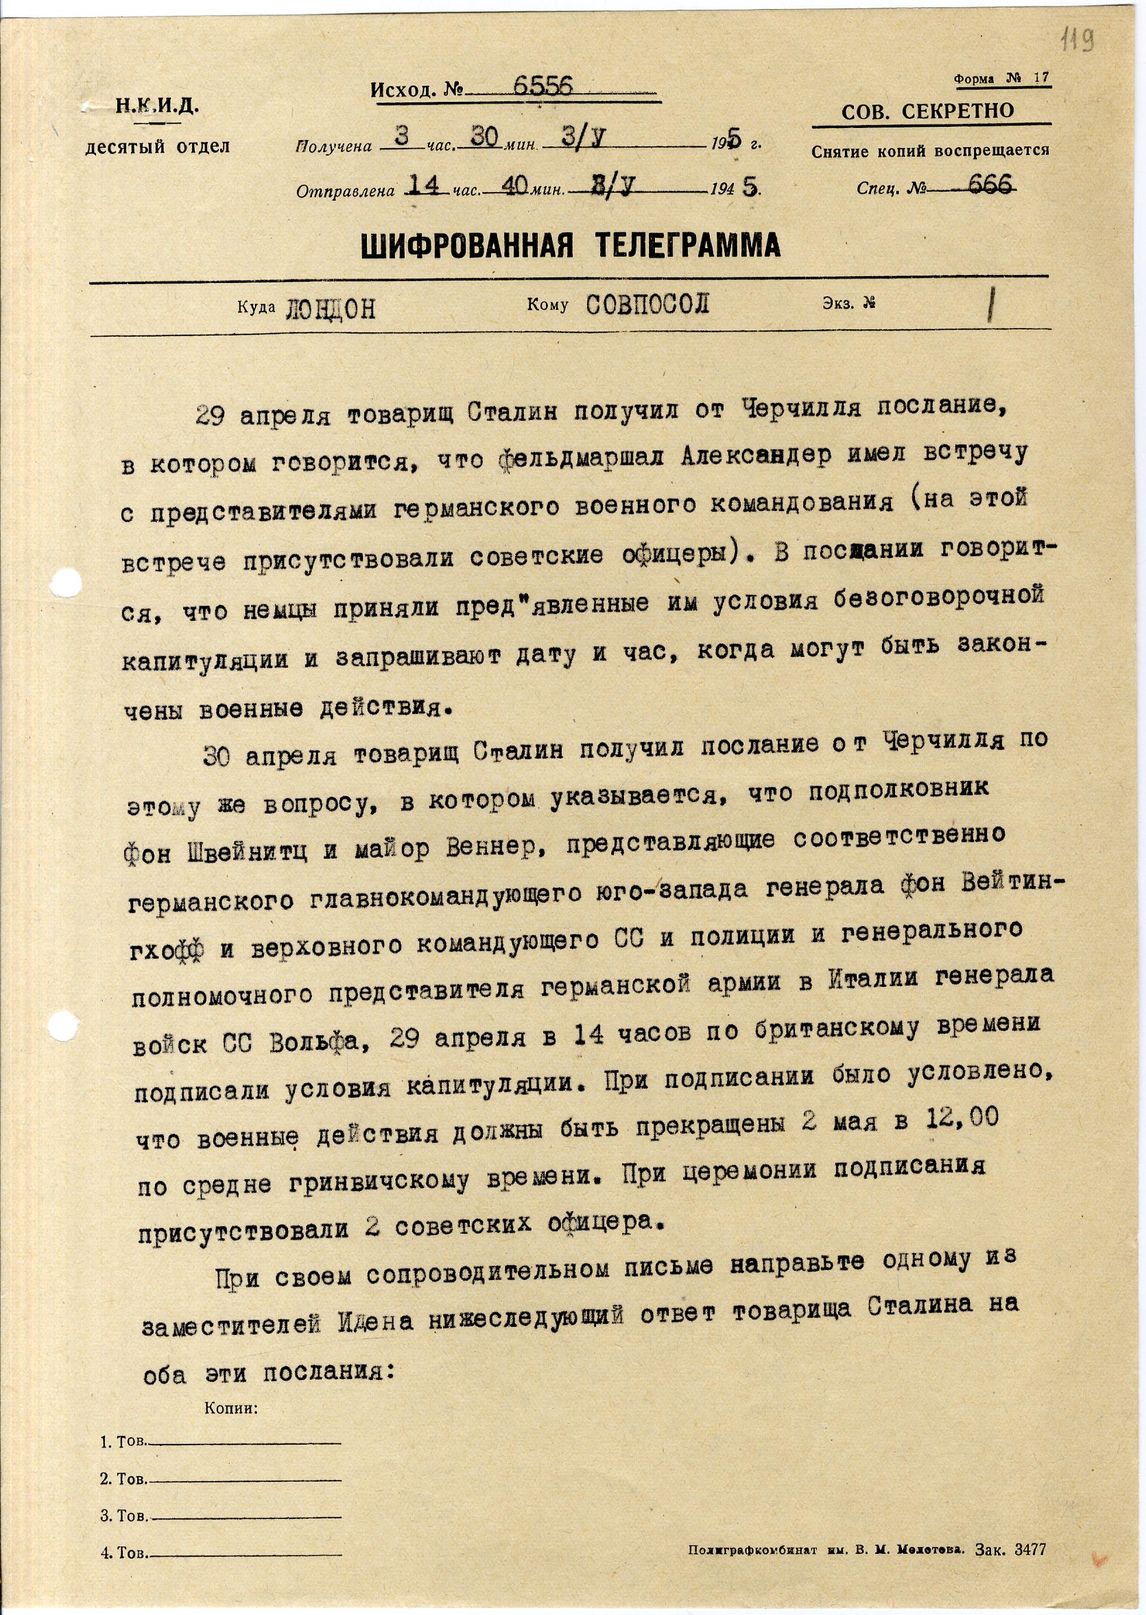 119
Форма № 17
Н.К.И.Д.
десятый отдел
Исход. № 6556
СОВ. СЕКРЕТНО
Получена 3 час. 30 мин. 3/У 1945 г.
Снятие копий воспрещается
Отправлена 14 час. 40 мин. 3/У 1945.
Спец. № 666
ШИФРОВАННАЯ ТЕЛЕГРАММА
Куда ЛОНДОН Кому СОВПОСОЛ Экз. № 1
29 апреля товарищ Сталин получил от Черчилля послание,
в котором говорится, что фельдмаршал Александер имел встречу
с представителями германского военного командования (на этой
встрече присутствовали советские офицеры). В послании говорит-
ся, что немцы приняли пред"явленные им условия безоговорочной
капитуляции и запрашивают дату и час, когда могут быть закон-
чены военные действия.
30 апреля товарищ Сталин получил послание от Черчилля по
этому же вопросу, в котором указывается, что подполковник
фон Швейнитц и майор Веннер, представляющие соответственно
германского главнокомандующего юго-запада генерала фон Вейтин-
гхофф и верховного командующего СС и полиции и генерального
полномочного представителя германской армии в Италии генерала
войск СС Вольфа, 29 апреля в 14 часов по британскому времени
подписали условия капитуляции. При подписании было условлено,
что военные действия должны быть прекращены 2 мая в 12,00
по средне гринвичскому времени. При церемонии подписания
присутствовали 2 советских офицера.
При своем сопроводительном письме направьте одному из
заместителей Идена нижеследующий ответ товарища Сталина на
оба эти послания:
Копии:
1. Тов.
2. Тов.
3. Тов.
4. Тов.
Полиграфкомбинат им. В. М. Молотова. Зак. 3477